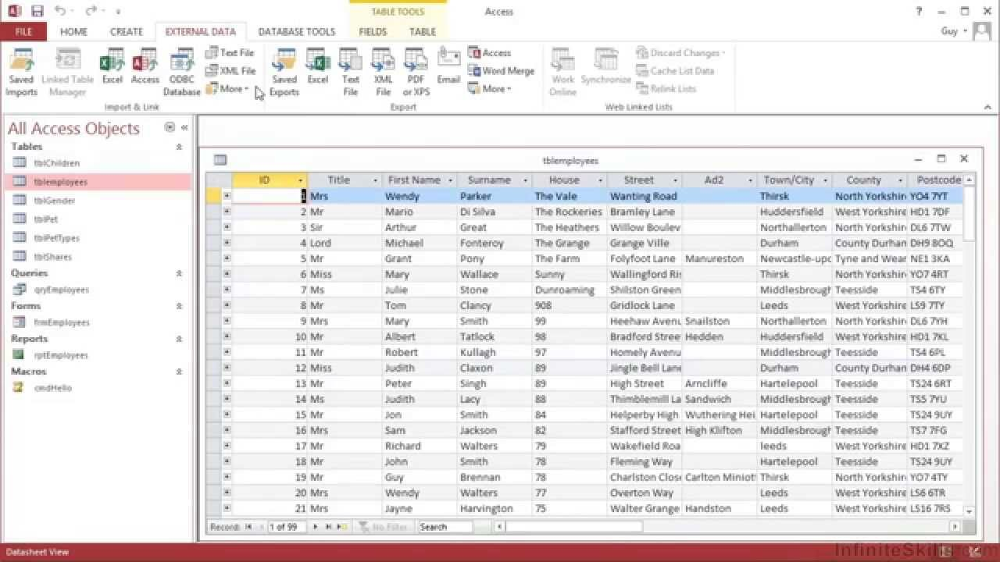 TABLE TOOLS Access
FILE HOME CREATE EXTERNAL DATA DATABASE TOOLS FIELDS TABLE Guy
Saved Imports
Linked Table Manager
Excel
Access
ODBC Database
Text File
XML File
More
Import & Link
Saved Exports
Excel
Text File
XML File
PDF or XPS
Email
Access
Word Merge
More
Export
Work Online
Synchronize
Discard Changes
Cache List Data
Relink Lists
Web Linked Lists
All Access Objects
Tables
tblChildren
tblemployees
tblGender
tblPet
tblPetTypes
tblShares
Queries
qryEmployees
Forms
frmEmployees
Reports
rptEmployees
Macros
cmdHello
tblemployees
ID Title First Name Surname House Street Ad2 Town/City County Postcode
1 Mrs Wendy Parker The Vale Wanting Road Thirsk North Yorkshir YO4 7YT
2 Mr Mario Di Silva The Rockeries Bramley Lane Huddersfield West Yorkshire HD1 7DF
3 Sir Arthur Great The Heathers Willlow Boulev Northallerton North Yorkshir DL6 7TW
4 Lord Michael Fonteroy The Grange Grange Ville Durham County Durhan DH9 8OQ
5 Mr Grant Pony The Farm Folyfoot Lane Manureston Newcastle-upo Tyne and Wear NE1 3KA
6 Miss Mary Wallace Sunny Wallingford Ris Thirsk North Yorkshir YO7 4RT
7 Ms Julie Stone Dunroaming Shilston Green Middlesbrough Teesside TS4 6TY
8 Mr Tom Clancy 908 Gridlock Lane Leeds West Yorkshire LS9 7TY
9 Mrs Mary Smith 99 Heehaw Avenu Snailston Northallerton North Yorkshir DL6 7YH
10 Mr Albert Tatlock 98 Bradford Stree Hedden Huddersfield West Yorkshire HD1 7KL
11 Mr Robert Kullagh 97 Homely Avenu Middlesbrough Teesside TS4 6PL
12 Miss Judith Claxon 89 Jingle Bell Lane Durham County Durhan DH4 6DP
13 Mr Peter Singh 89 High Street Arncliffe Hartelepool Teesside TS24 6RT
14 Ms Judith Lacy 88 Thimblemill La Sandwich Middlesbrough Teesside TS5 7YU
15 Mr Jon Smith 84 Helperby High Wuthering Hei Hartelepool Teesside TS24 9UY
16 Mrs Sam Jackson 82 Stafford Street High Klifton Middlesbrough Teesside TS7 7FG
17 Mr Richard Walters 79 Wakefield Roa leeds West Yorkshire HD1 7XZ
18 Mr John Smith 78 Fleming Way Hartelepool Teesside TS24 9UY
19 Mr Guy Brennan 78 Charlston Close Carlton Miniott Thirsk North Yorkshir YO7 4TY
20 Mrs Wendy Walters 77 Overton Way Leeds West Yorkshire LS6 6TR
21 Mrs Jayne Harvington 75 Walter Grange Handston Leeds West Yorkshire LS16 7RS
Record: 1 of 99 No Filter Search
Datasheet View
InfiniteSkills.com